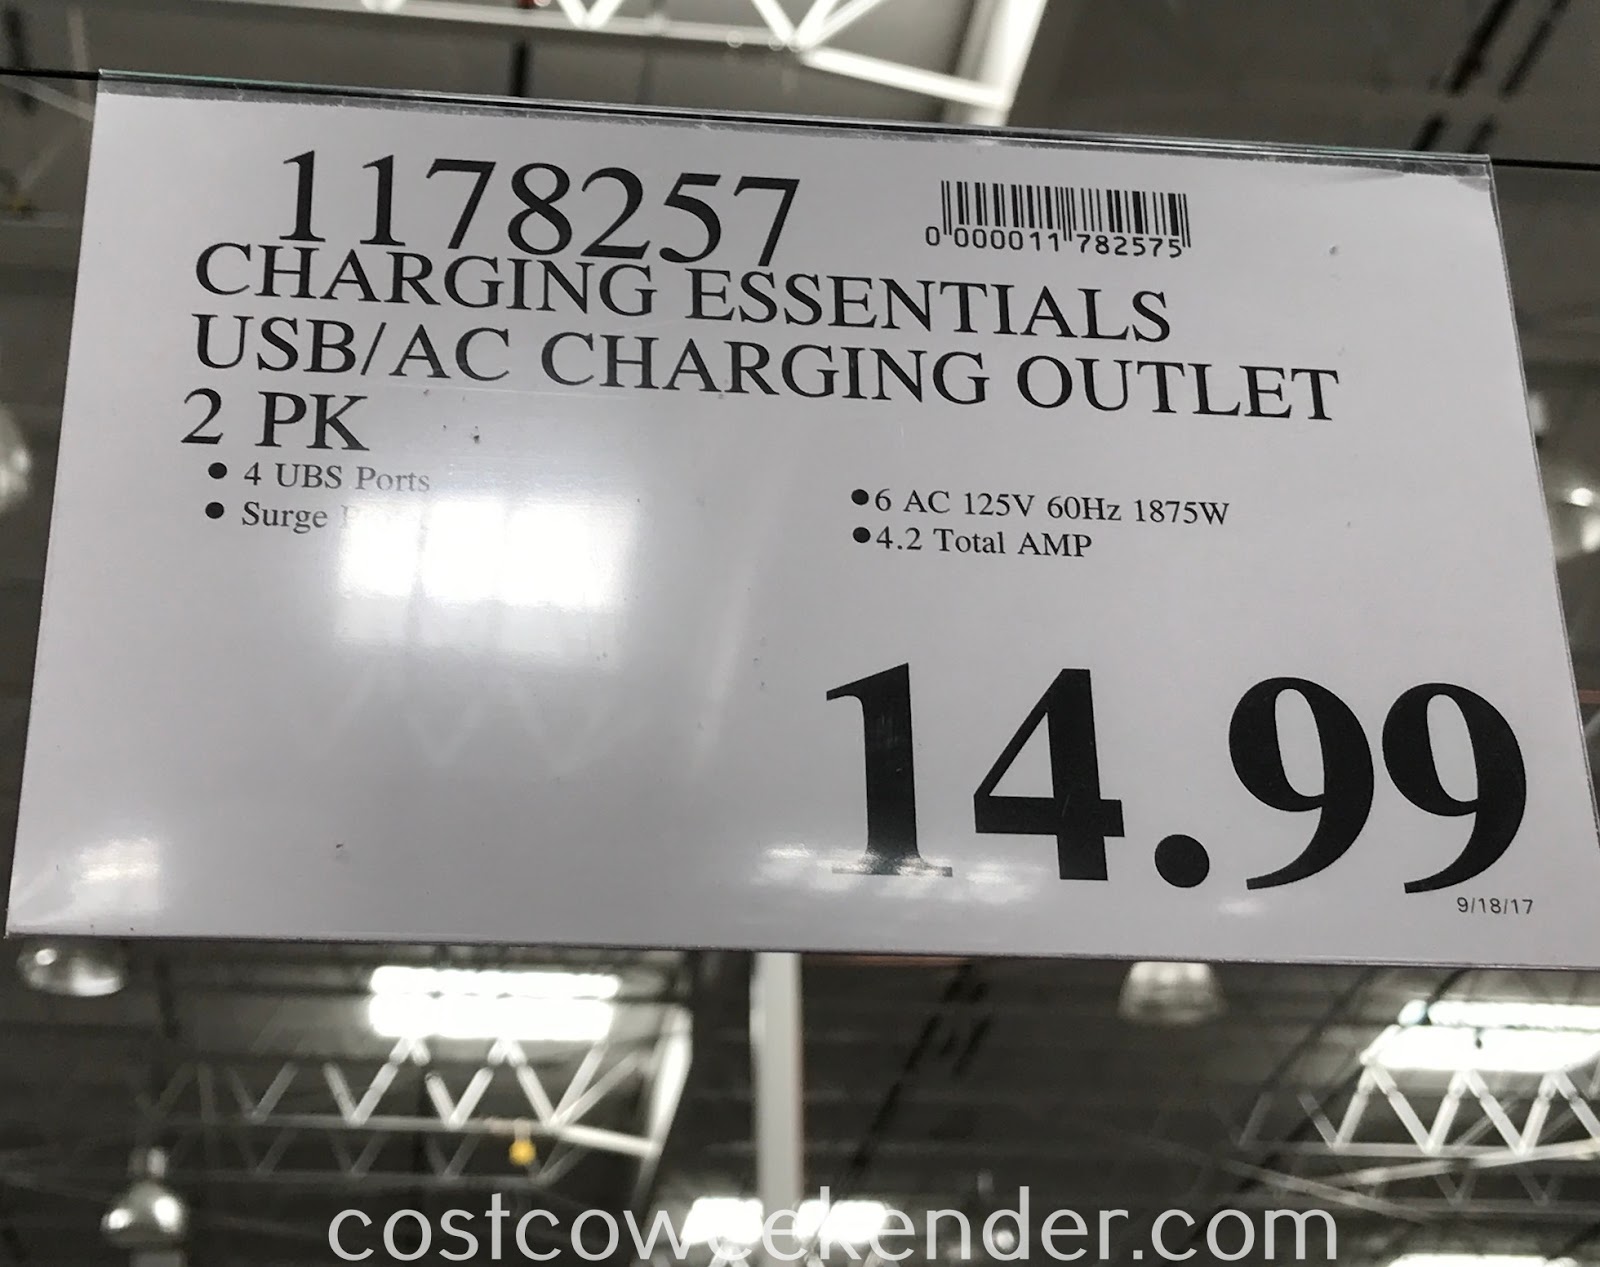 1178257
0 000011 782575
CHARGING ESSENTIALS
USB/AC CHARGING OUTLET
2 PK
● 4 UBS Ports
● Surge
●6 AC 125V 60Hz 1875W
●4.2 Total AMP
14.99
9/18/17
costcoweekender.com